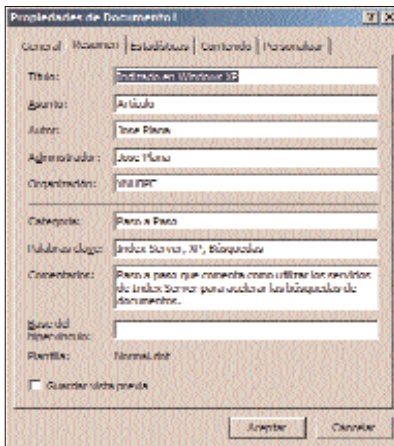 Propiedades de Documento1
General Resumen Estadísticas Contenido Personalizar
Título: Indizado en Windows XP
Asunto: Artículo
Autor: Jose Plana
Administrador: Jose Plana
Organización: VNUOPC
Categoría: Paso a Paso
Palabras clave: Index Server, XP, Búsquedas
Comentarios: Paso a paso que comenta como utilizar los servidos
de Index Server para acelerar las búsquedas de
documentos.
Base del
hipervínculo:
Plantilla: Normal.dot
Guardar vista previa
Aceptar Cancelar